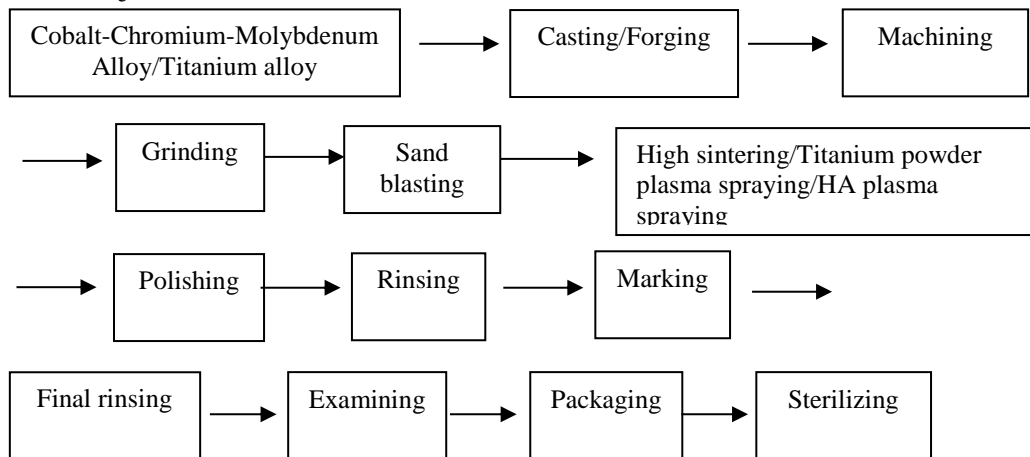 Cobalt-Chromium-Molybdenum
Alloy/Titanium alloy
Casting/Forging
Machining
Grinding
Sand
blasting
High sintering/Titanium powder
plasma spraying/HA plasma
spraying
Polishing
Rinsing
Marking
Final rinsing
Examining
Packaging
Sterilizing